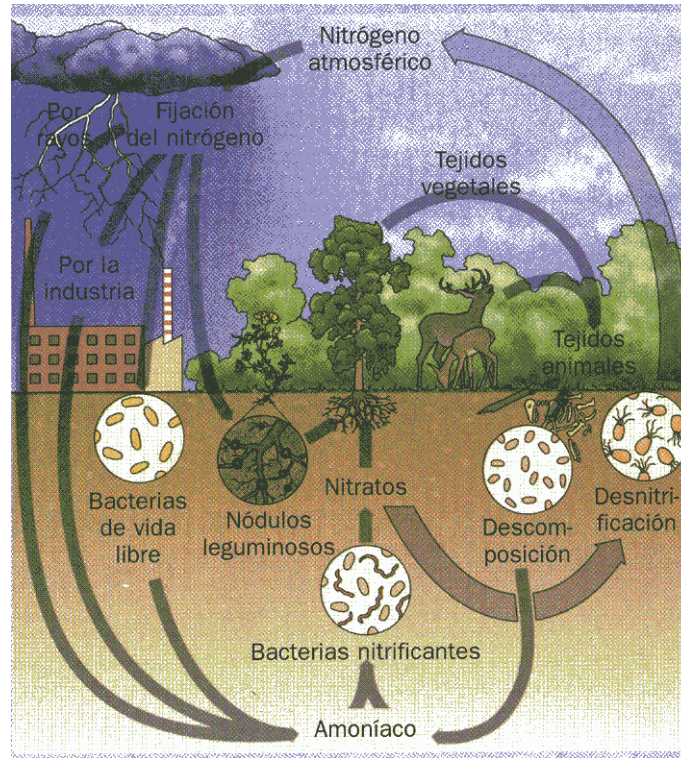 Nitrógeno
atmosférico
Por
rayos
Fijación
del nitrógeno
Tejidos
vegetales
Por la
industria
Tejidos
animales
Bacterias
de vida
libre
Nódulos
leguminosos
Nitratos
Descom-
posición
Desnitri-
ficación
Bacterias nitrificantes
Amoníaco